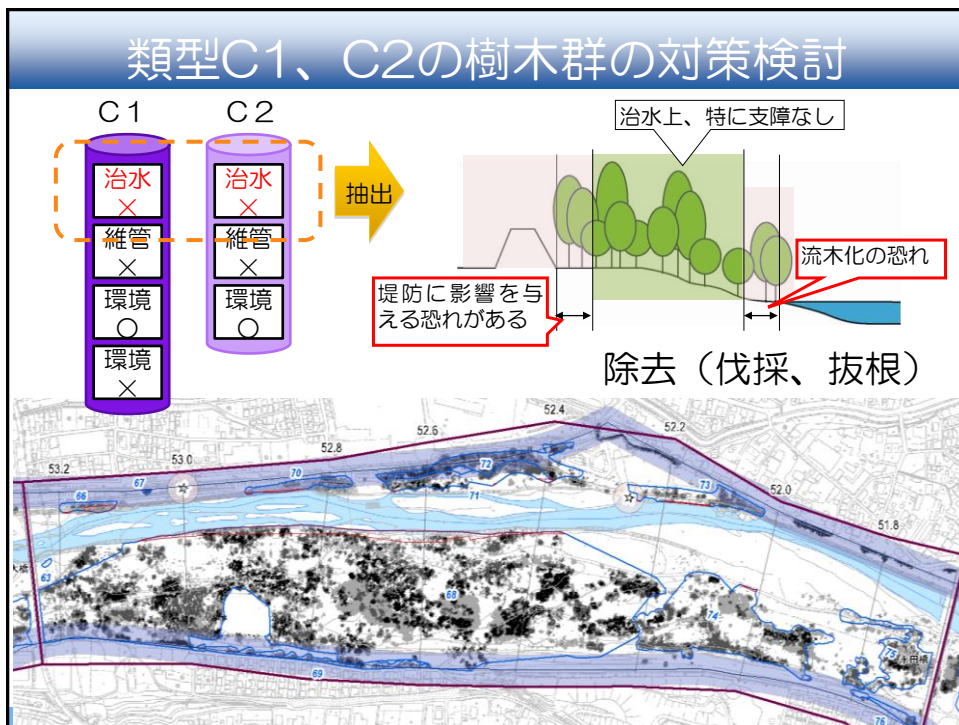 類型C1、C2の樹木群の対策検討
C1
C2
治水
×
維管
×
環境
○
環境
×
治水
×
維管
×
環境
○
抽出
治水上、特に支障なし
流木化の恐れ
堤防に影響を与
える恐れがある
除去（伐採、抜根）
53.2
53.0
52.8
52.6
52.4
52.2
52.0
51.8
66
67
70
72
71
73
63
68
74
75
69
76